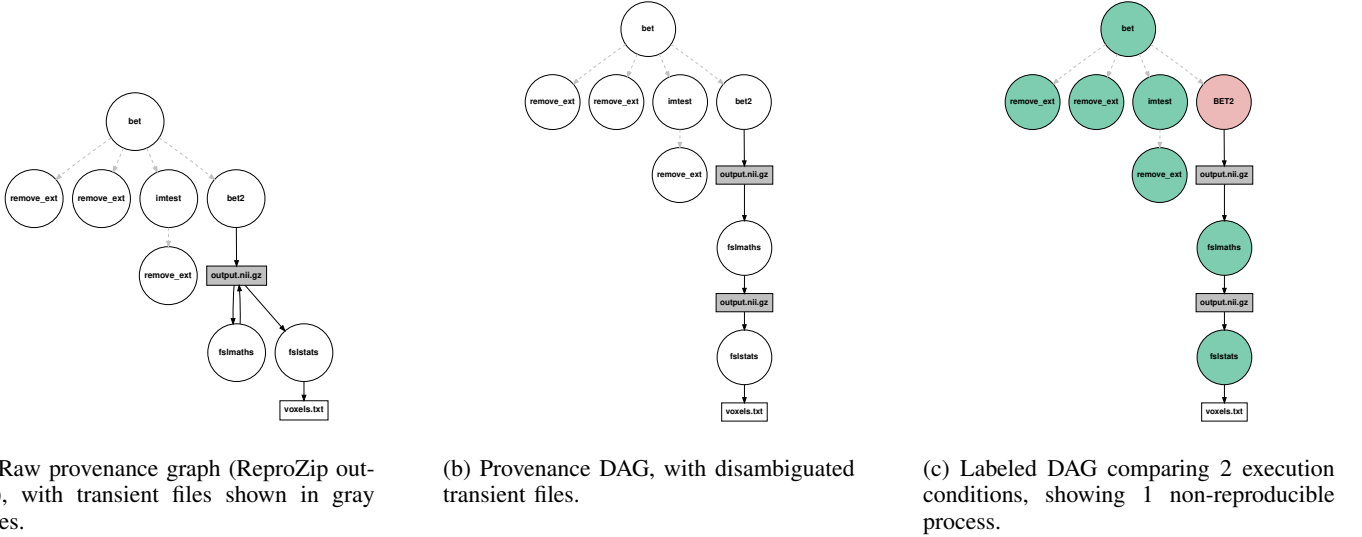 bet
remove_ext
remove_ext
imtest
bet2
remove_ext
output.nii.gz
fslmaths
fslstats
voxels.txt
Raw provenance graph (ReproZip out-
, with transient files shown in gray
es.
bet
remove_ext
remove_ext
imtest
bet2
remove_ext
output.nii.gz
fslmaths
output.nii.gz
fslstats
voxels.txt
(b) Provenance DAG, with disambiguated
transient files.
bet
remove_ext
remove_ext
imtest
BET2
remove_ext
output.nii.gz
fslmaths
output.nii.gz
fslstats
voxels.txt
(c) Labeled DAG comparing 2 execution
conditions, showing 1 non-reproducible
process.